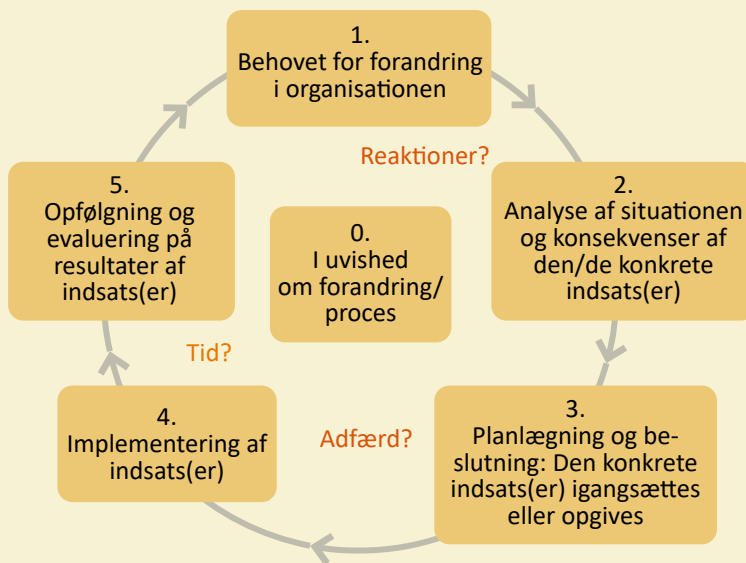 1.
Behovet for forandring
i organisationen
Reaktioner?
2.
Analyse af situationen
og konsekvenser af
den/de konkrete
indsats(er)
5.
Opfølgning og
evaluering på
resultater af
indsats(er)
0.
I uvished
om forandring/
proces
Tid?
Adfærd?
3.
Planlægning og be-
slutning: Den konkrete
indsats(er) igangsættes
eller opgives
4.
Implementering af
indsats(er)